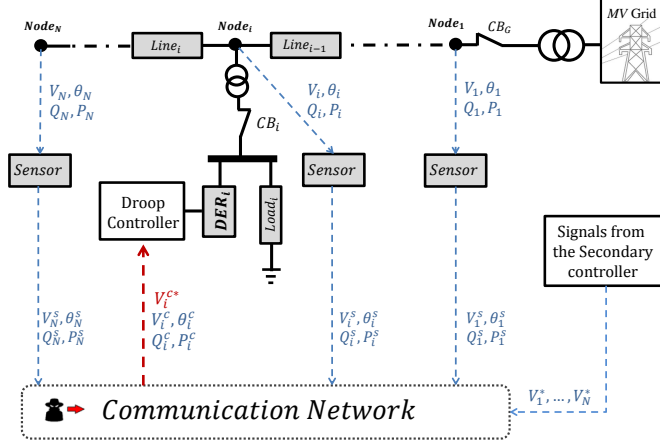 Node_N
Node_i
Node_1
CB_G
MV Grid
Line_i
Line_{i−1}
V_N, θ_N
Q_N, P_N
V_i, θ_i
Q_i, P_i
V_1, θ_1
Q_1, P_1
CB_i
Sensor
Sensor
Sensor
Droop
Controller
DER_i
Load_i
Signals from
the Secondary
controller
V_i^{c*}
V_i^c, θ_i^c
Q_i^c, P_i^c
V_N^s, θ_N^s
Q_N^s, P_N^s
V_i^s, θ_i^s
Q_i^s, P_i^s
V_1^s, θ_1^s
Q_1^s, P_1^s
V_1^*, … , V_N^*
Communication Network